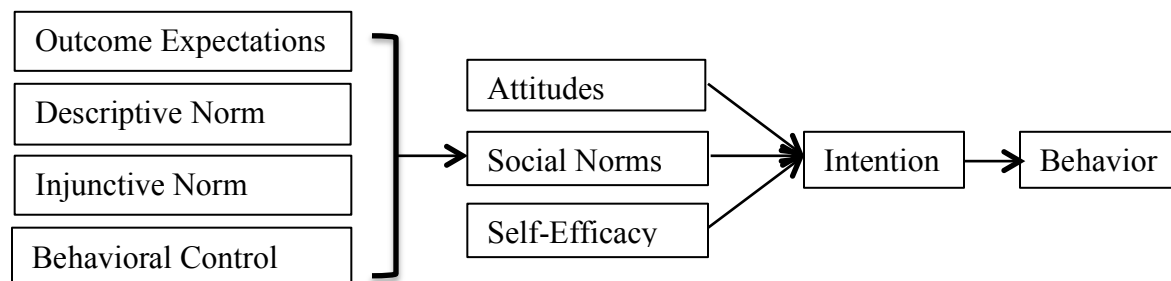 Outcome Expectations
Descriptive Norm
Injunctive Norm
Behavioral Control
Attitudes
Social Norms
Self-Efficacy
Intention
Behavior